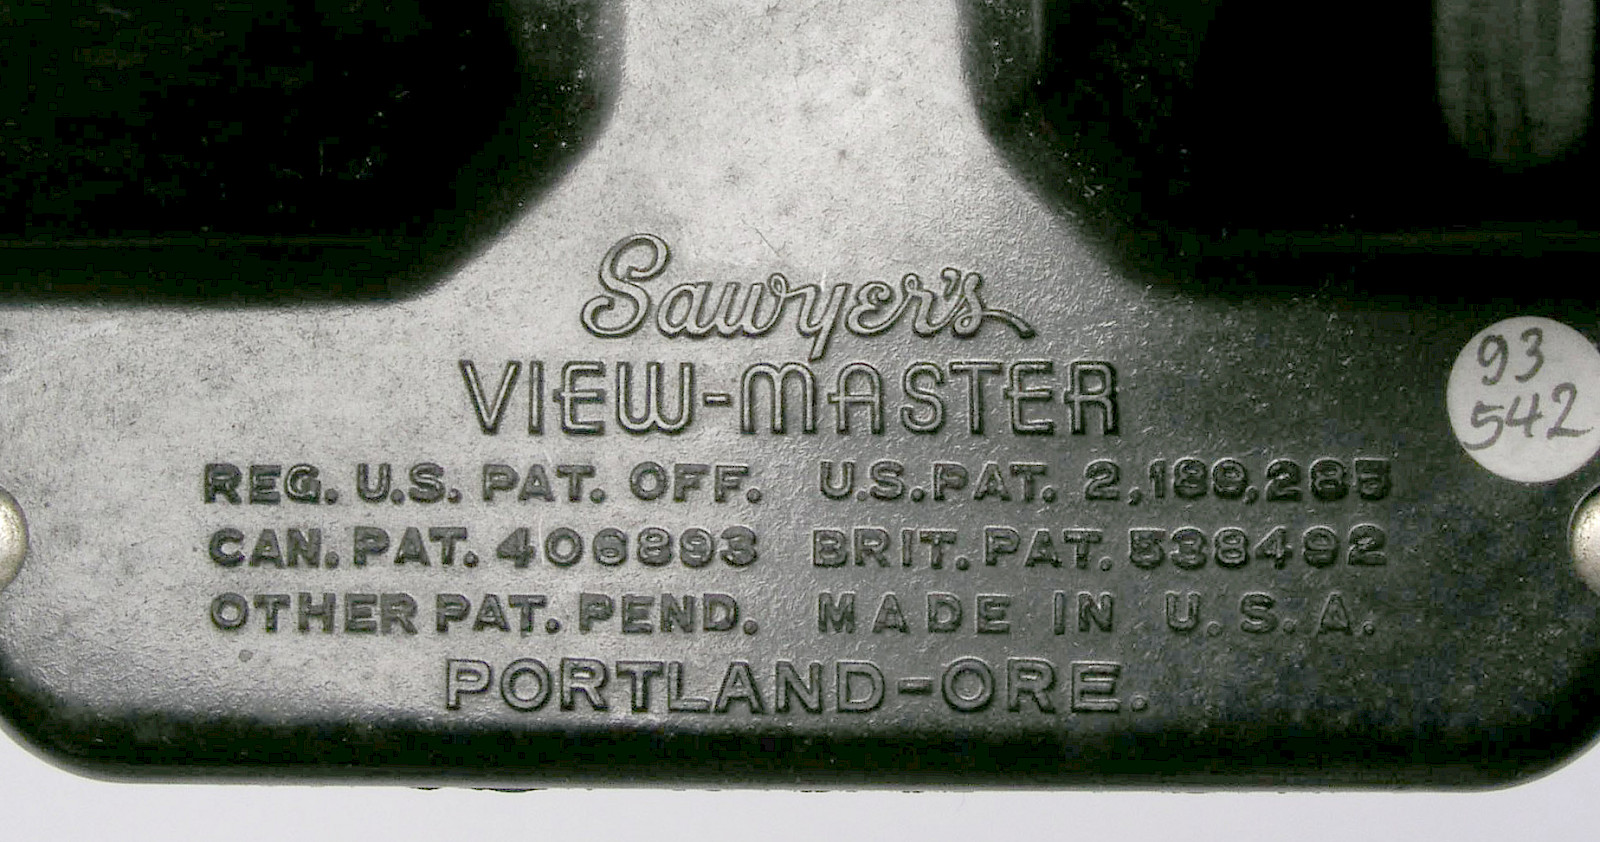 Sawyer's
VIEW-MASTER
REG. U.S. PAT. OFF. U.S. PAT. 2,189,285
CAN. PAT. 406893 BRIT. PAT. 538492
OTHER PAT. PEND. MADE IN U.S.A.
PORTLAND-ORE.
93
542